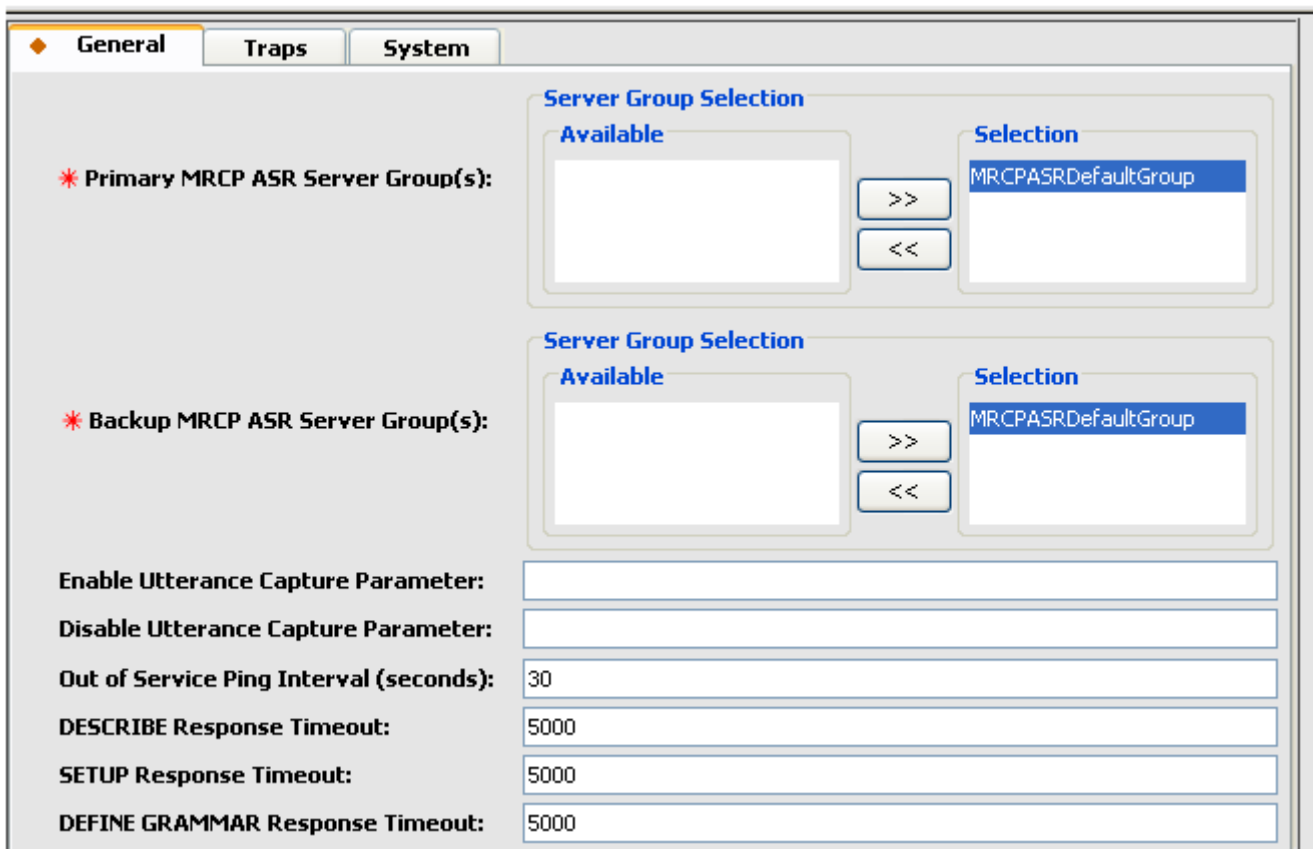 General Traps System
Server Group Selection
Available Selection
* Primary MRCP ASR Server Group(s): MRCPASRDefaultGroup
>>
<<
Server Group Selection
Available Selection
* Backup MRCP ASR Server Group(s): MRCPASRDefaultGroup
>>
<<
Enable Utterance Capture Parameter:
Disable Utterance Capture Parameter:
Out of Service Ping Interval (seconds): 30
DESCRIBE Response Timeout: 5000
SETUP Response Timeout: 5000
DEFINE GRAMMAR Response Timeout: 5000